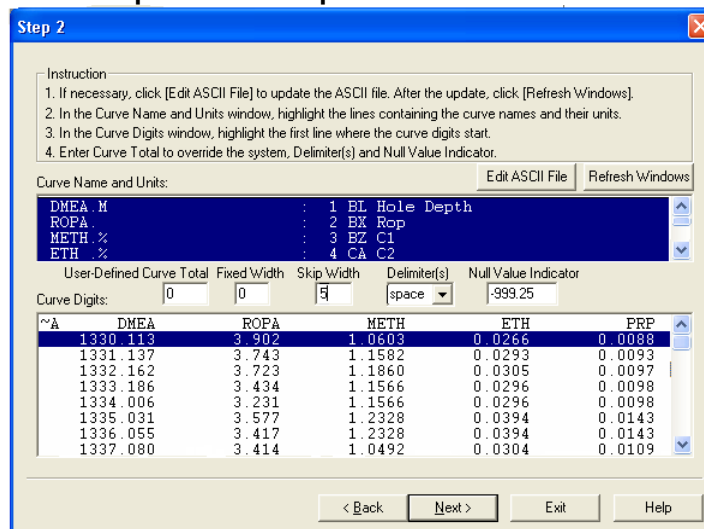 Step 2
Instruction
1. If necessary, click [Edit ASCII File] to update the ASCII file. After the update, click [Refresh Windows].
2. In the Curve Name and Units window, highlight the lines containing the curve names and their units.
3. In the Curve Digits window, highlight the first line where the curve digits start.
4. Enter Curve Total to override the system, Delimiter(s) and Null Value Indicator.
Edit ASCII File Refresh Windows
Curve Name and Units:
DMEA.M : 1 BL Hole Depth
ROPA. : 2 BX Rop
METH.% : 3 BZ C1
ETH .% : 4 CA C2
User-Defined Curve Total Fixed Width Skip Width Delimiter(s) Null Value Indicator
Curve Digits: 0 0 5 space -999.25
~A DMEA ROPA METH ETH PRP
1330.113 3.902 1.0603 0.0266 0.0088
1331.137 3.743 1.1582 0.0293 0.0093
1332.162 3.723 1.1860 0.0305 0.0097
1333.186 3.434 1.1566 0.0296 0.0098
1334.006 3.231 1.1566 0.0296 0.0098
1335.031 3.577 1.2328 0.0394 0.0143
1336.055 3.417 1.2328 0.0394 0.0143
1337.080 3.414 1.0492 0.0304 0.0109
< Back Next > Exit Help